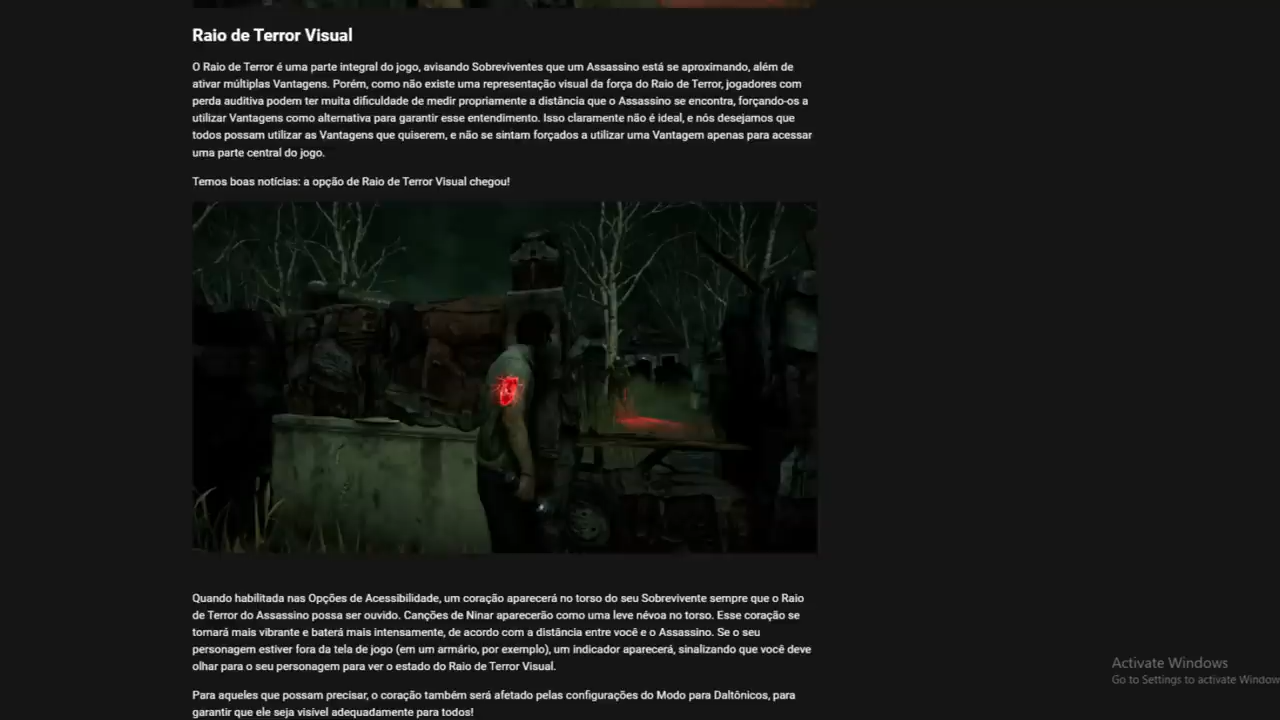 Raio de Terror Visual
O Raio de Terror é uma parte integral do jogo, avisando Sobreviventes que um Assassino está se aproximando, além de
ativar múltiplas Vantagens. Porém, como não existe uma representação visual da força do Raio de Terror, jogadores com
perda auditiva podem ter muita dificuldade de medir propriamente a distância que o Assassino se encontra, forçando-os a
utilizar Vantagens como alternativa para garantir esse entendimento. Isso claramente não é ideal, e nós desejamos que
todos possam utilizar as Vantagens que quiserem, e não se sintam forçados a utilizar uma Vantagem apenas para acessar
uma parte central do jogo.
Temos boas notícias: a opção de Raio de Terror Visual chegou!
Quando habilitada nas Opções de Acessibilidade, um coração aparecerá no torso do seu Sobrevivente sempre que o Raio
de Terror do Assassino possa ser ouvido. Canções de Ninar aparecerão como uma leve névoa no torso. Esse coração se
tornará mais vibrante e baterá mais intensamente, de acordo com a distância entre você e o Assassino. Se o seu
personagem estiver fora da tela de jogo (em um armário, por exemplo), um indicador aparecerá, sinalizando que você deve
olhar para o seu personagem para ver o estado do Raio de Terror Visual.
Para aqueles que possam precisar, o coração também será afetado pelas configurações do Modo para Daltônicos, para
garantir que ele seja visível adequadamente para todos!
Activate Windows
Go to Settings to activate Window